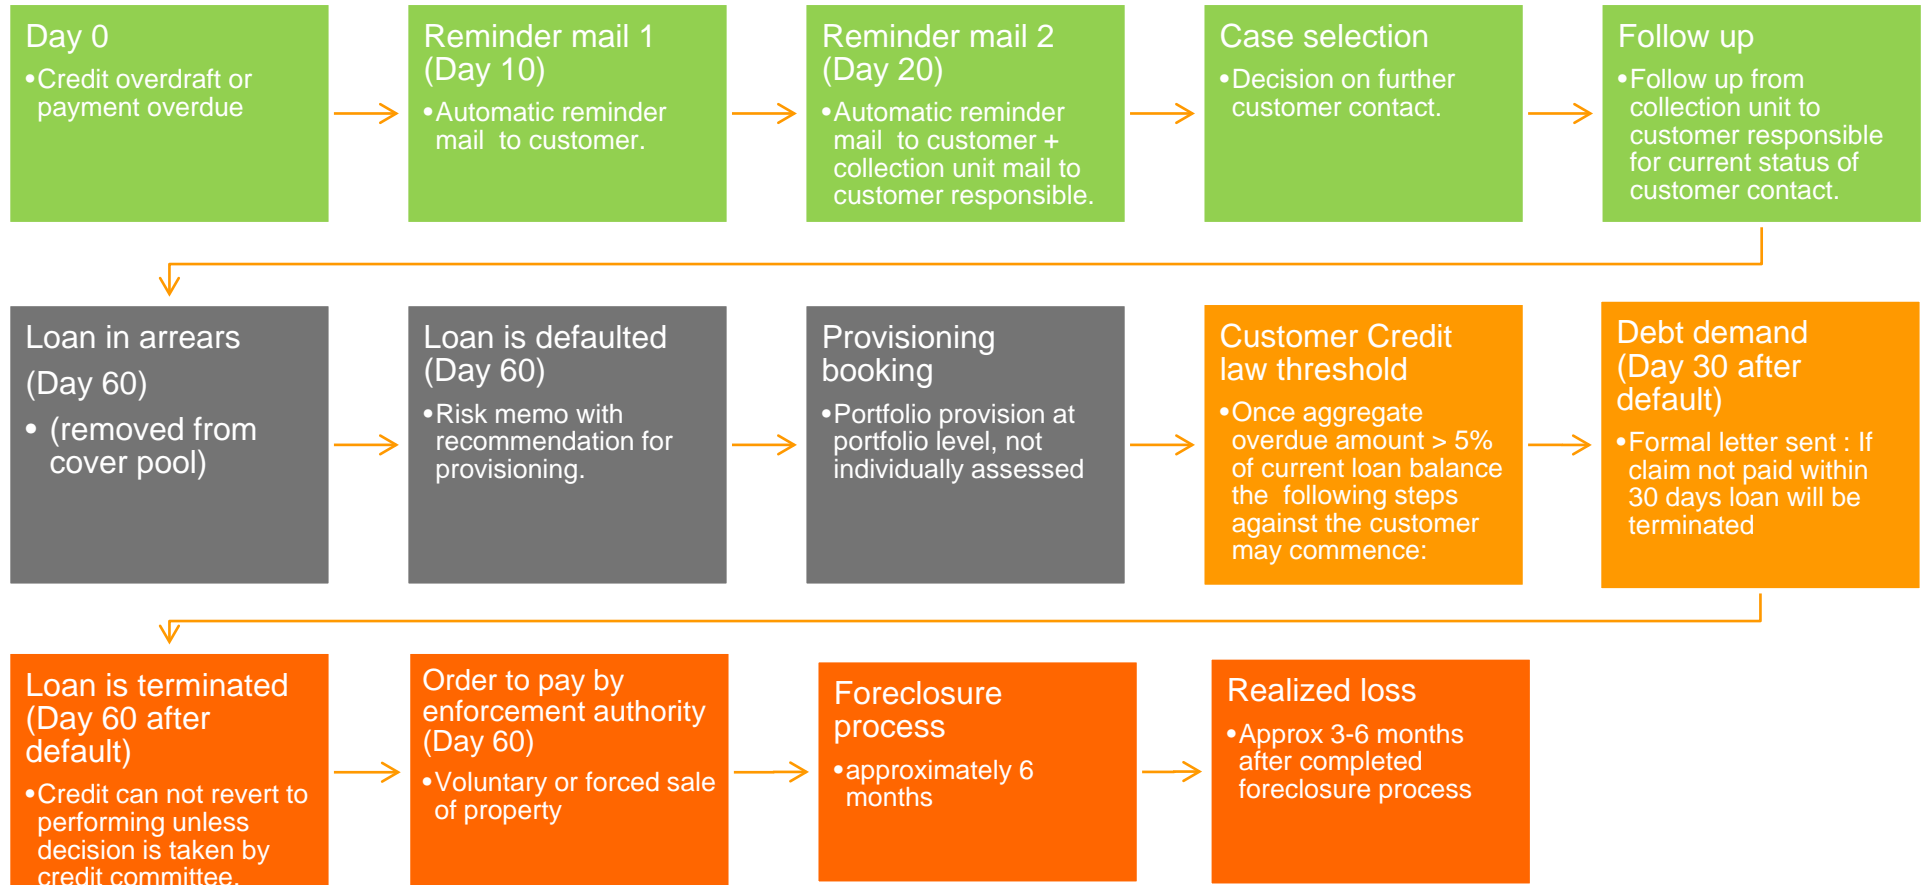 Day 0
•Credit overdraft or
payment overdue
Reminder mail 1
(Day 10)
•Automatic reminder
mail  to customer.
Reminder mail 2
(Day 20)
•Automatic reminder
mail  to customer +
collection unit mail to
customer responsible.
Case selection
•Decision on further
customer contact.
Follow up
•Follow up from
collection unit to
customer responsible
for current status of
customer contact.
Loan in arrears
(Day 60)
• (removed from
cover pool)
Loan is defaulted
(Day 60)
•Risk memo with
recommendation for
provisioning.
Provisioning
booking
•Portfolio provision at
portfolio level, not
individually assessed
Customer Credit
law threshold
•Once aggregate
overdue amount > 5%
of current loan balance
the  following steps
against the customer
may commence:
Debt demand
(Day 30 after
default)
•Formal letter sent : If
claim not paid within
30 days loan will be
terminated
Loan is terminated
(Day 60 after
default)
•Credit can not revert to
performing unless
decision is taken by
credit committee.
Order to pay by
enforcement authority
(Day 60)
•Voluntary or forced sale
of property
Foreclosure
process
•approximately 6
months
Realized loss
•Approx 3-6 months
after completed
foreclosure process